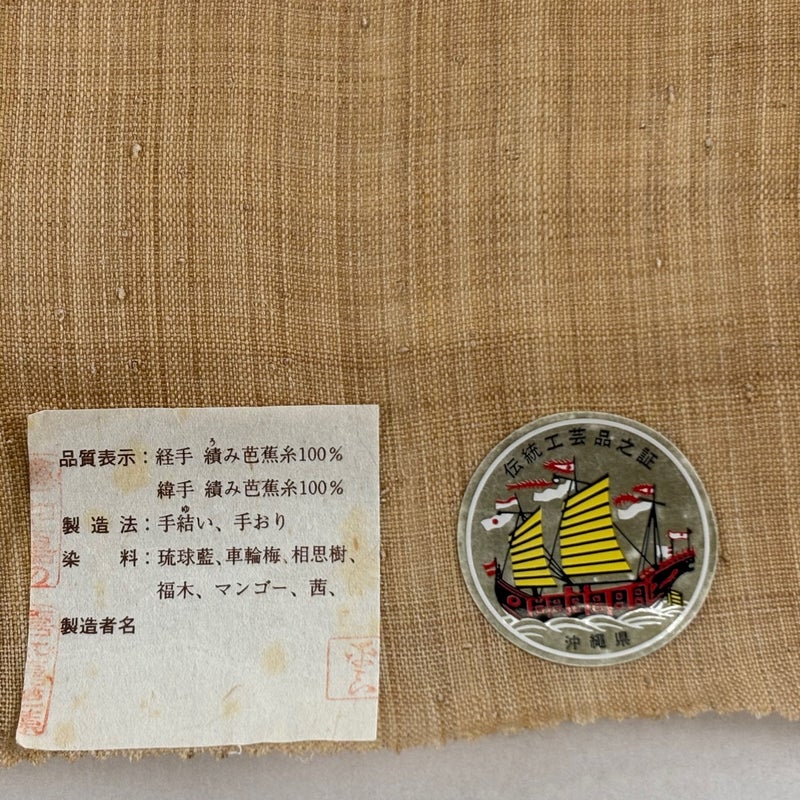 品質表示：経手 績み芭蕉糸100％
う
緯手 績み芭蕉糸100％
製造法：手結い、手おり
ゆ
染料：琉球藍、車輪梅、相思樹、
福木、マンゴー、茜、
製造者名
伝統工芸品之証
沖縄県